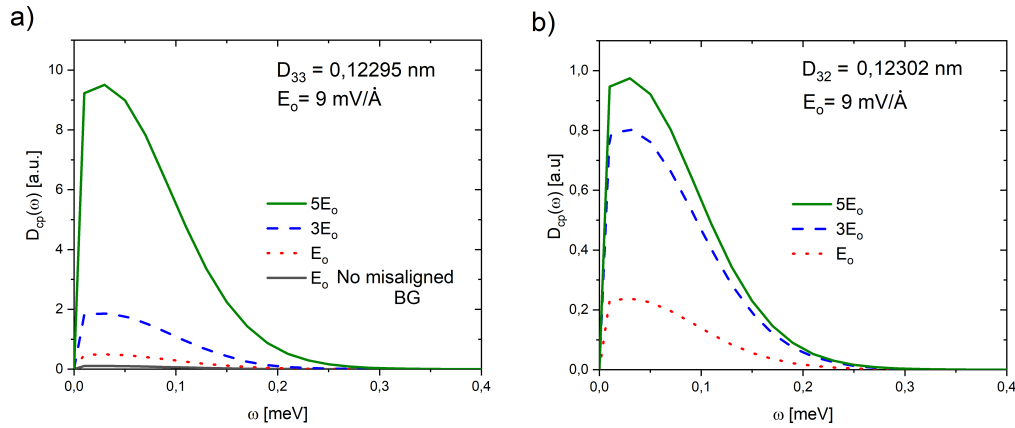 a)
D33 = 0,12295 nm
Eo= 9 mV/Å
5Eo
3Eo
Eo
Eo No misaligned
BG
Dcp(ω) [a.u.]
10
8
6
4
2
0
0,0 0,1 0,2 0,3 0,4
ω [meV]
b)
D32 = 0,12302 nm
Eo= 9 mV/Å
5Eo
3Eo
Eo
Dcp(ω) [a.u]
1,0
0,8
0,6
0,4
0,2
0,0
0,0 0,1 0,2 0,3 0,4
ω [meV]